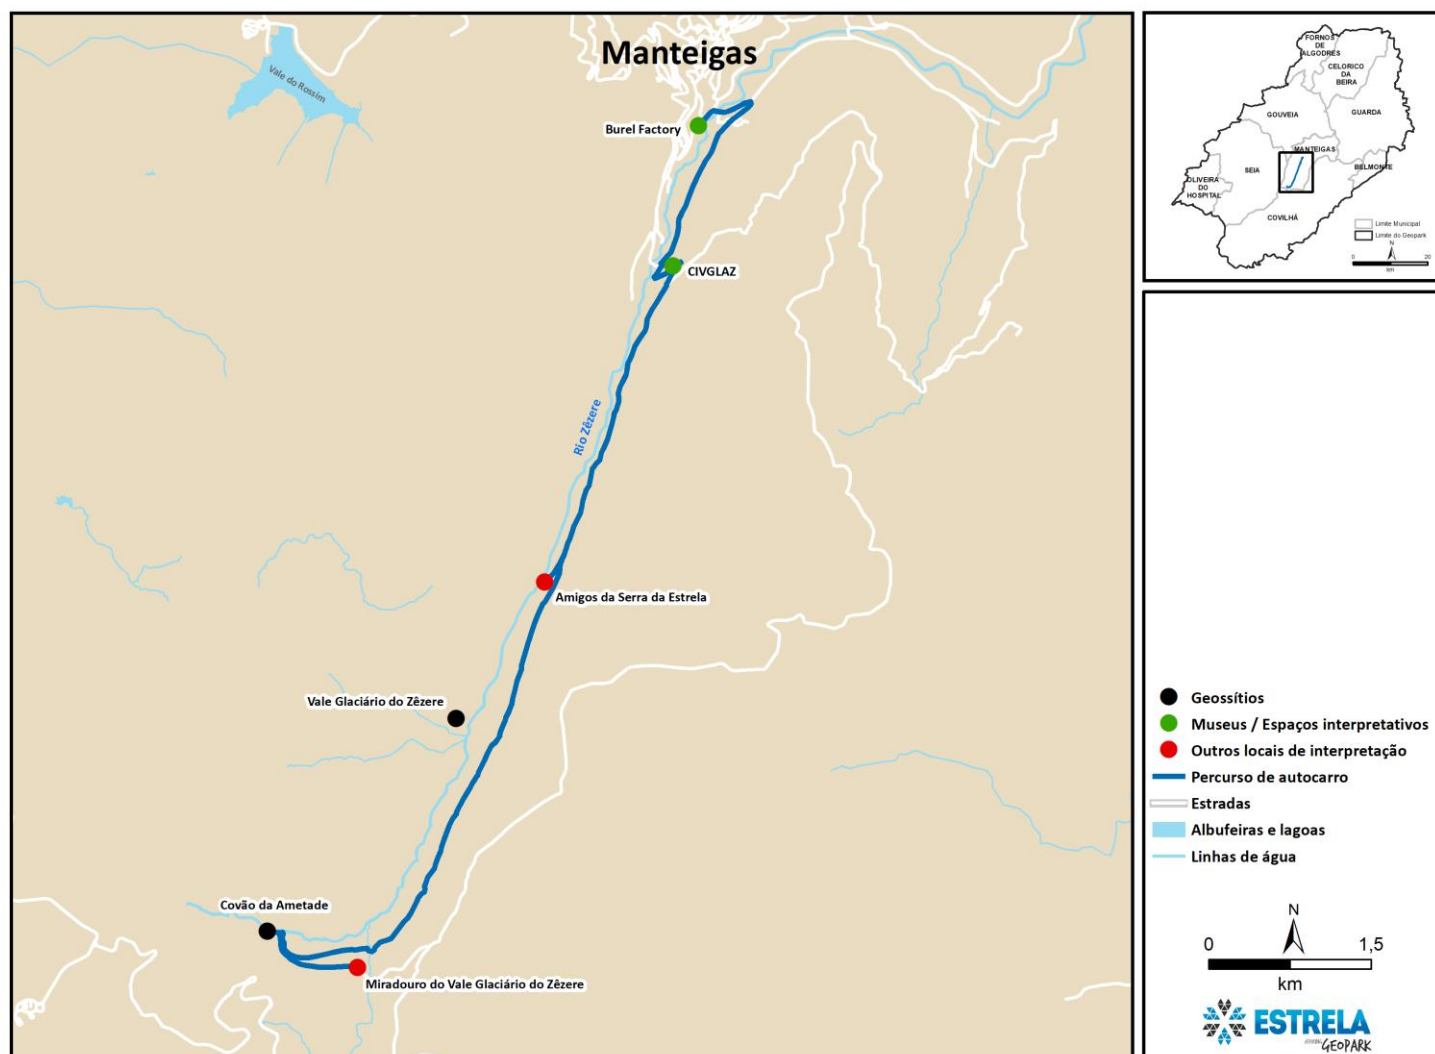 Manteigas
Vale do Rossim
Burel Factory
CIVGLAZ
Rio Zêzere
Amigos da Serra da Estrela
Vale Glaciário do Zêzere
Covão da Ametade
Miradouro do Vale Glaciário do Zêzere
FORNOS
DE
ALGODRES
CELORICO
DA
BEIRA
GOUVEIA
GUARDA
MANTEIGAS
SEIA
BELMONTE
OLIVEIRA
DO
HOSPITAL
COVILHÃ
Limite Municipal
Limite do Geopark
N
0 20
km
Geossítios
Museus / Espaços interpretativos
Outros locais de interpretação
Percurso de autocarro
Estradas
Albufeiras e lagoas
Linhas de água
N
0 1,5
km
ESTRELA
GEOPARK